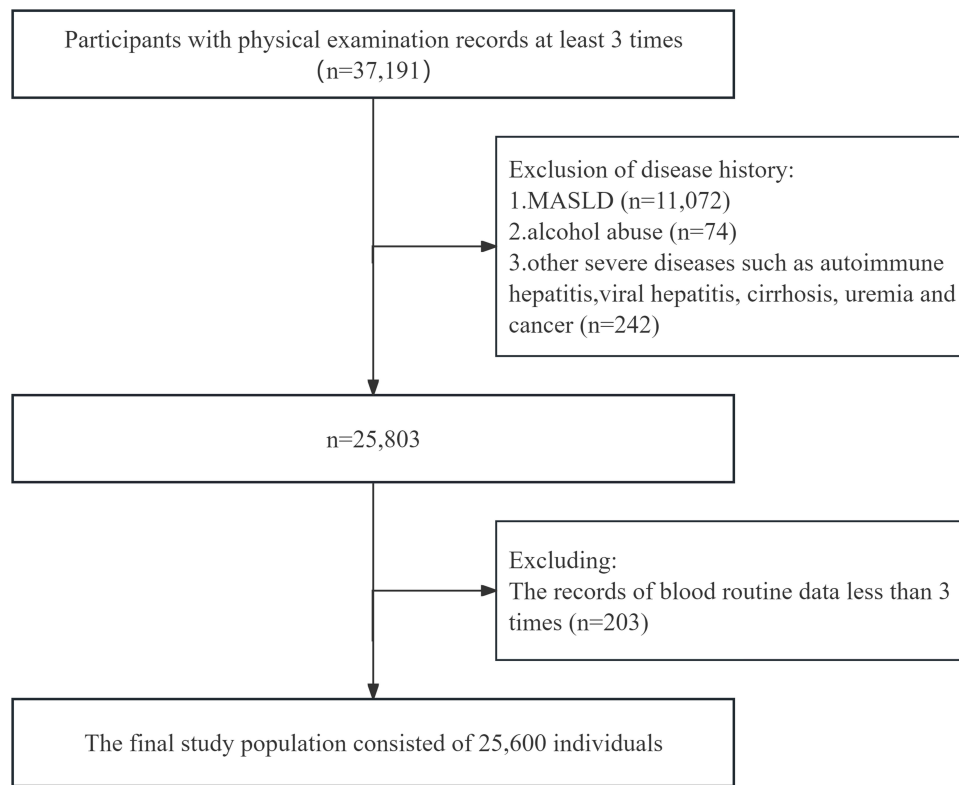 Participants with physical examination records at least 3 times
(n=37,191)
Exclusion of disease history:
1.MASLD (n=11,072)
2.alcohol abuse (n=74)
3.other severe diseases such as autoimmune
hepatitis,viral hepatitis, cirrhosis, uremia and
cancer (n=242)
n=25,803
Excluding:
The records of blood routine data less than 3
times (n=203)
The final study population consisted of 25,600 individuals